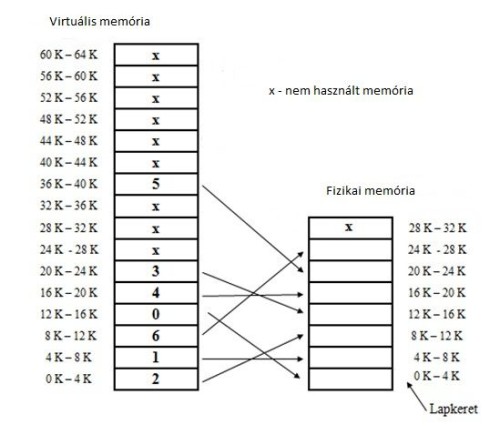 Virtuális memória
60 K – 64 K x
56 K – 60 K x
52 K – 56 K x
x - nem használt memória
48 K – 52 K x
44 K – 48 K x
40 K – 44 K x
36 K – 40 K 5
Fizikai memória
32 K – 36 K x
28 K – 32 K x x 28 K – 32 K
24 K - 28 K x 24 K - 28 K
20 K – 24 K 3 20 K – 24 K
16 K – 20 K 4 16 K – 20 K
12 K – 16 K 0 12 K – 16 K
8 K – 12 K 6 8 K – 12 K
4 K – 8 K 1 4 K – 8 K
0 K – 4 K 2 0 K – 4 K
Lapkeret